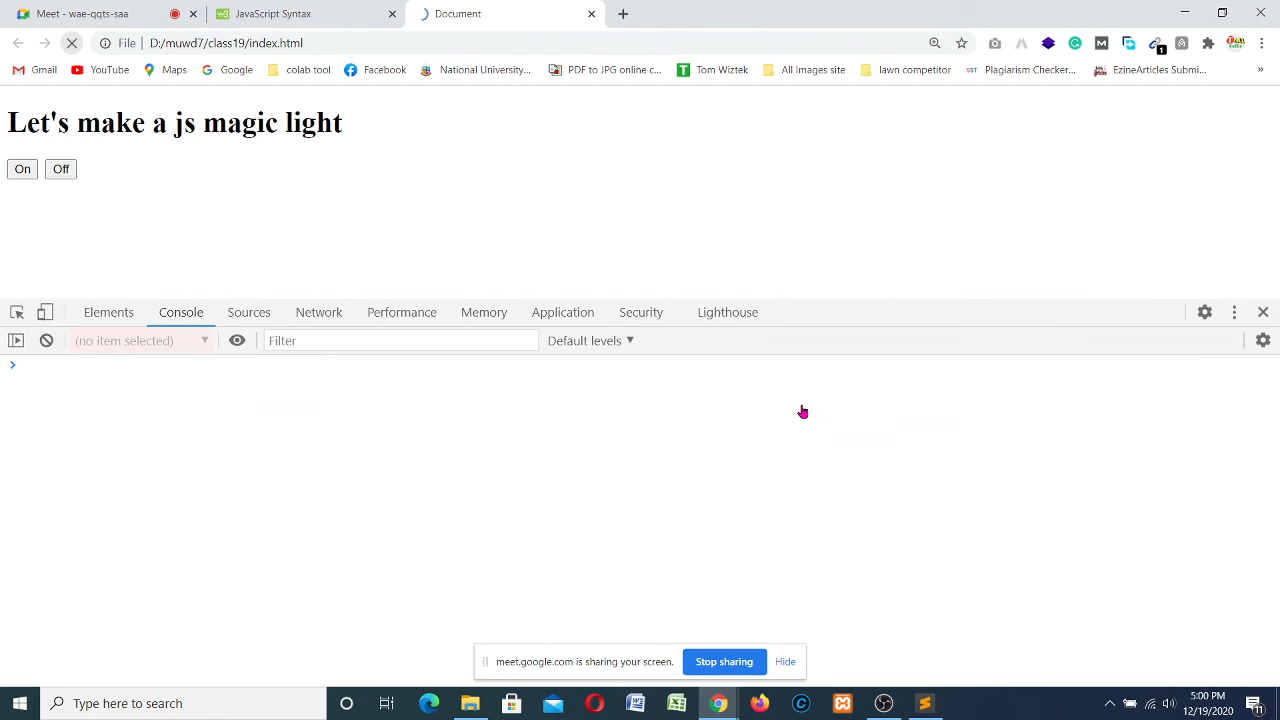 Meet - wae-qqts-saa
JavaScript Syntax
Document
File | D:/muwd7/class19/index.html
Gmail YouTube Maps Google colab tool Facebook National University... PDF to JPG online c... Tom Wiztek All Images site lawn competitor Plagiarism Checker... EzineArticles Submi... »
Let's make a js magic light
On Off
Elements Console Sources Network Performance Memory Application Security Lighthouse
(no item selected) Filter Default levels
>
meet.google.com is sharing your screen. Stop sharing Hide
Type here to search
5:00 PM
12/19/2020